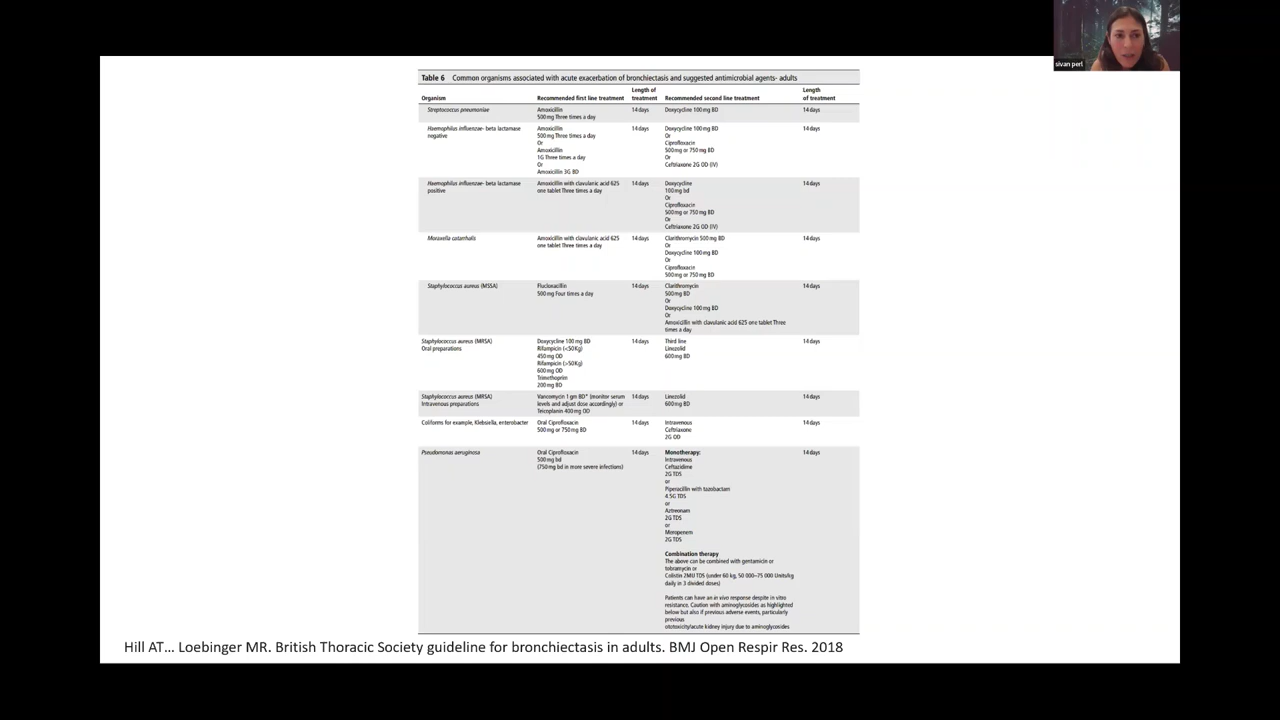 sivan perl
Table 6 Common organisms associated with acute exacerbation of bronchiectasis and suggested antimicrobial agents- adults
Organism Recommended first line treatment Length of treatment Recommended second line treatment Length of treatment
Streptococcus pneumoniae Amoxicillin 14 days Doxycycline 100 mg BD 14 days
500 mg Three times a day
Haemophilus influenzae- beta lactamase Amoxicillin 14 days Doxycycline 100 mg BD 14 days
negative 500 mg Three times a day Or
Or Ciprofloxacin
Amoxicillin 500 mg or 750 mg BD
1G Three times a day Or
Or Ceftriaxone 2G OD (IV)
Amoxicillin 3G BD
Haemophilus influenzae- beta lactamase Amoxicillin with clavulanic acid 625 14 days Doxycycline 14 days
positive one tablet Three times a day 100 mg bd
Or
Ciprofloxacin
500 mg or 750 mg BD
Or
Ceftriaxone 2G OD (IV)
Moraxella catarrhalis Amoxicillin with clavulanic acid 625 14 days Clarithromycin 500 mg BD 14 days
one tablet Three times a day Or
Doxycycline 100 mg BD
Or
Ciprofloxacin
500 mg or 750 mg BD
Staphylococcus aureus (MSSA) Flucloxacillin 14 days Clarithromycin 14 days
500 mg Four times a day 500 mg BD
Or
Doxycycline 100 mg BD
Or
Amoxicillin with clavulanic acid 625 one tablet Three
times a day
Staphylococcus aureus (MRSA) Doxycycline 100 mg BD 14 days Third line 14 days
Oral preparations Rifampicin (<50 Kg) Linezolid
450 mg OD 600 mg BD
Rifampicin (>50 Kg)
600 mg OD
Trimethoprim
200 mg BD
Staphylococcus aureus (MRSA) Vancomycin 1 gm BD* (monitor serum 14 days Linezolid 14 days
Intravenous preparations levels and adjust dose accordingly) or 600 mg BD
Teicoplanin 400 mg OD
Coliforms for example, Klebsiella, enterobacter Oral Ciprofloxacin 14 days Intravenous 14 days
500 mg or 750 mg BD Ceftriaxone
2G OD
Pseudomonas aeruginosa Oral Ciprofloxacin 14 days Monotherapy: 14 days
500 mg bd Intravenous
(750 mg bd in more severe infections) Ceftazidime
2G TDS
or
Piperacillin with tazobactam
4.5G TDS
or
Aztreonam
2G TDS
or
Meropenem
2G TDS
Combination therapy
The above can be combined with gentamicin or
tobramycin or
Colistin 2MU TDS (under 60 kg, 50 000–75 000 Units/kg
daily in 3 divided doses)
Patients can have an in vivo response despite in vitro
resistance. Caution with aminoglycosides as highlighted
below but also if previous adverse events, particularly
previous
ototoxicity/acute kidney injury due to aminoglycosides
Hill AT... Loebinger MR. British Thoracic Society guideline for bronchiectasis in adults. BMJ Open Respir Res. 2018